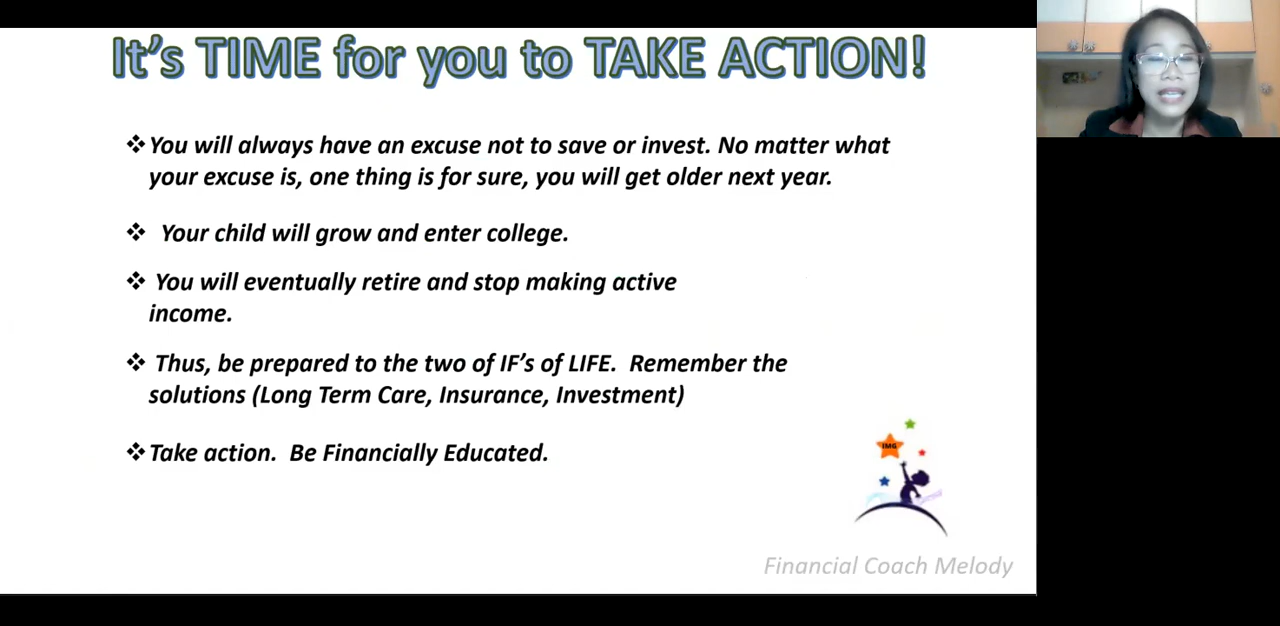 It's TIME for you to TAKE ACTION!
❖You will always have an excuse not to save or invest. No matter what
your excuse is, one thing is for sure, you will get older next year.
❖ Your child will grow and enter college.
❖ You will eventually retire and stop making active
income.
❖ Thus, be prepared to the two of IF's of LIFE. Remember the
solutions (Long Term Care, Insurance, Investment)
❖Take action. Be Financially Educated.
IMG
Financial Coach Melody